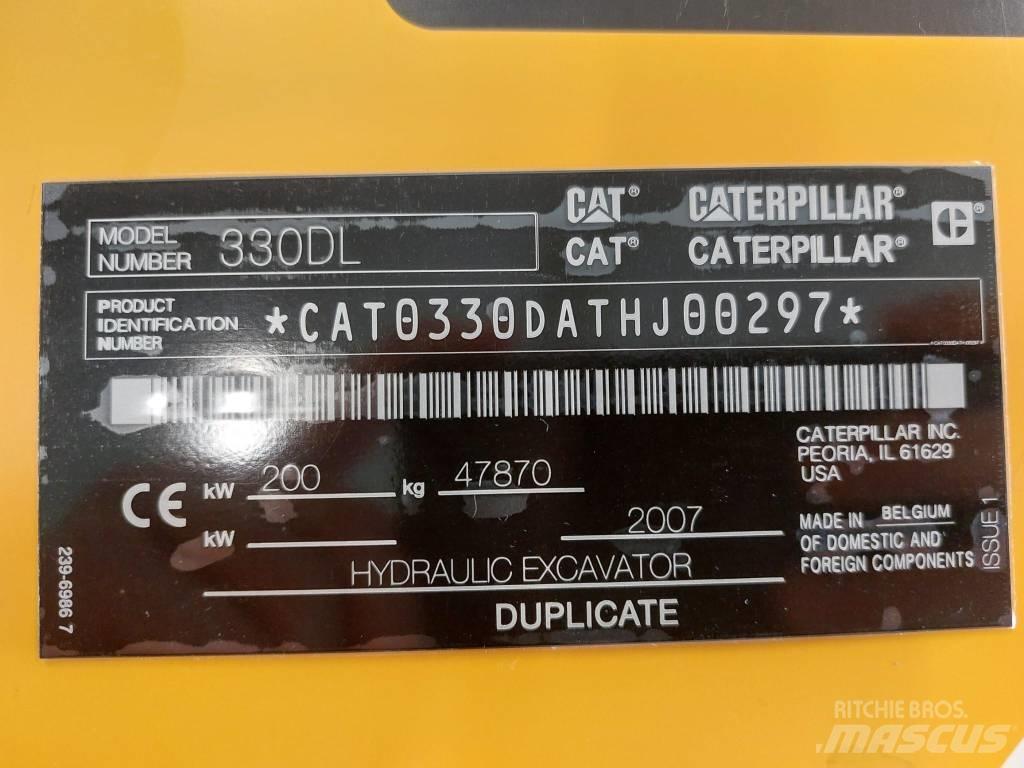 CAT® CATERPILLAR®
MODEL NUMBER 330DL
CAT® CATERPILLAR®
PRODUCT IDENTIFICATION NUMBER *CAT0330DATHJ00297*
*CAT0330DATHJ00297*
CATERPILLAR INC.
PEORIA, IL 61629
USA
CE kW 200 kg 47870
kW 2007
MADE IN BELGIUM
OF DOMESTIC AND
FOREIGN COMPONENTS
ISSUE 1
HYDRAULIC EXCAVATOR
DUPLICATE
239-6986 7
RITCHIE BROS.
MASCUS